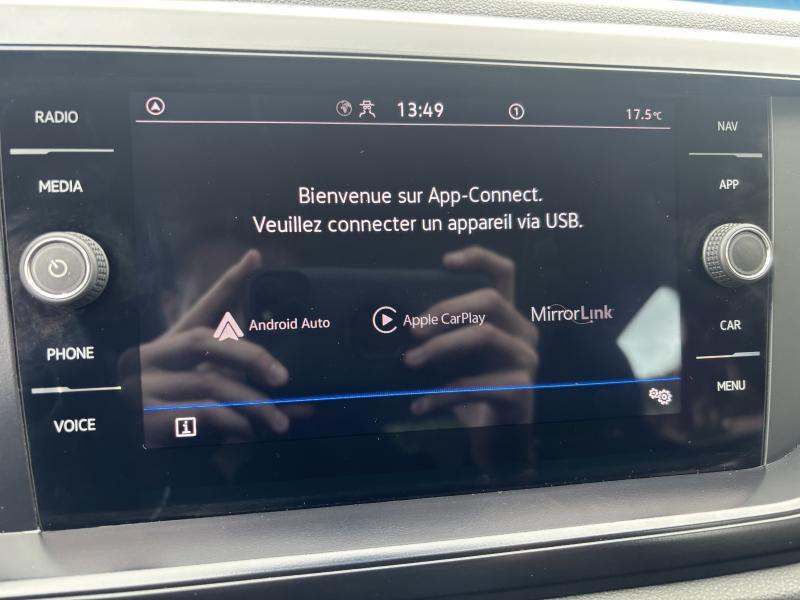 RADIO
MEDIA
PHONE
VOICE
13:49
1
17.5°C
Bienvenue sur App-Connect.
Veuillez connecter un appareil via USB.
Android Auto
Apple CarPlay
MirrorLink
i
NAV
APP
CAR
MENU